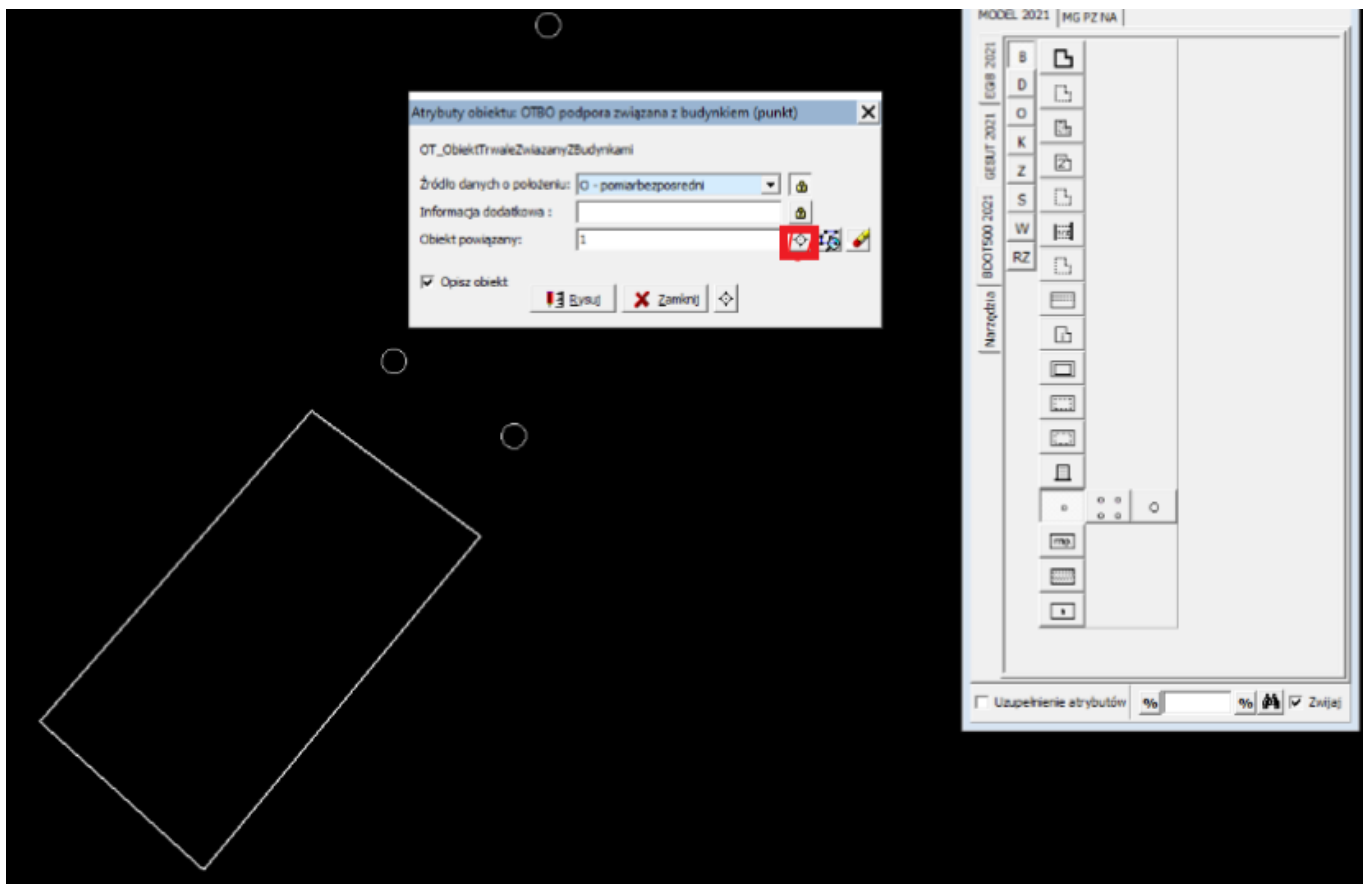 MODEL 2021 MG PZ NA
EGB 2021
GESUT 2021
BDOT500 2021
Narzędzia
B
D
O
K
Z
S
W
RZ
Atrybuty obiektu: OTBO podpora związana z budynkiem (punkt)
OT_ObiektTrwaleZwiazanyZBudynkami
Źródło danych o położeniu: O - pomiarbezposredni
Informacja dodatkowa :
Obiekt powiązany: 1
Opisz obiekt
Rysuj Zamknij
Uzupełnienie atrybutów % % Zwijaj